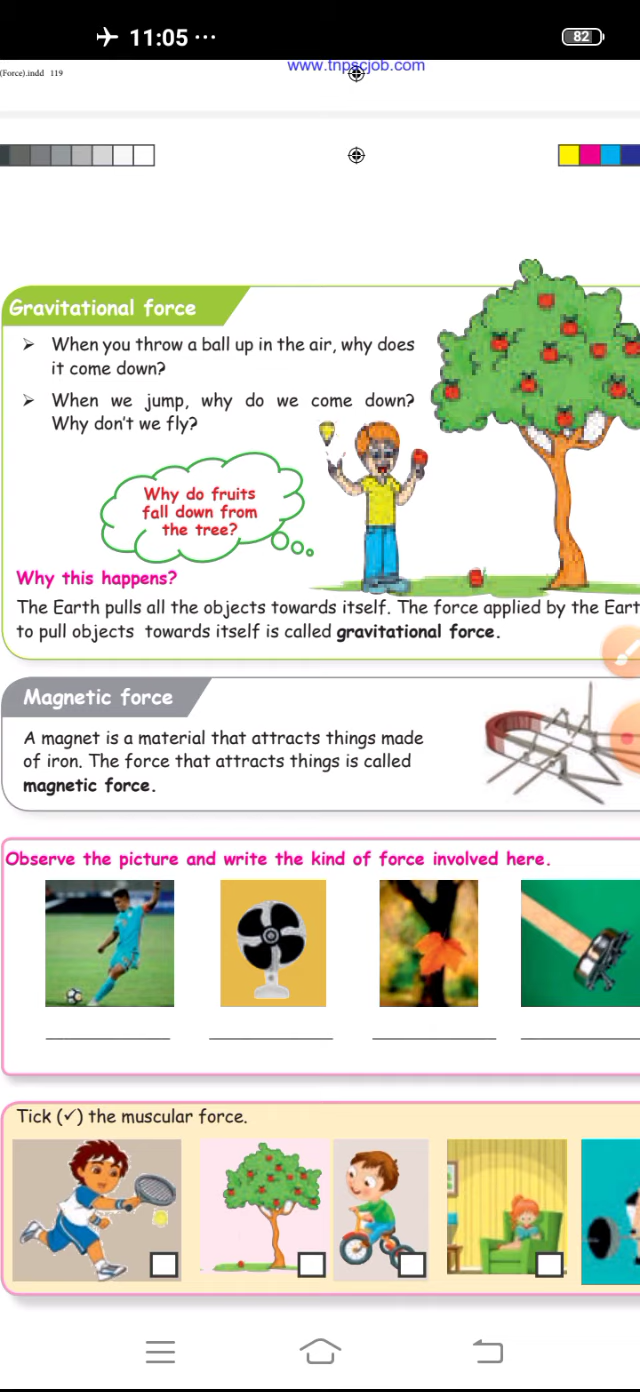 11:05 ...
82
(Force).indd 119
www.tnpscjob.com
Gravitational force
➢ When you throw a ball up in the air, why does
it come down?
➢ When we jump, why do we come down?
Why don't we fly?
Why do fruits
fall down from
the tree?
Why this happens?
The Earth pulls all the objects towards itself. The force applied by the Eart
to pull objects towards itself is called gravitational force.
Magnetic force
A magnet is a material that attracts things made
of iron. The force that attracts things is called
magnetic force.
Observe the picture and write the kind of force involved here.
Tick (✓) the muscular force.